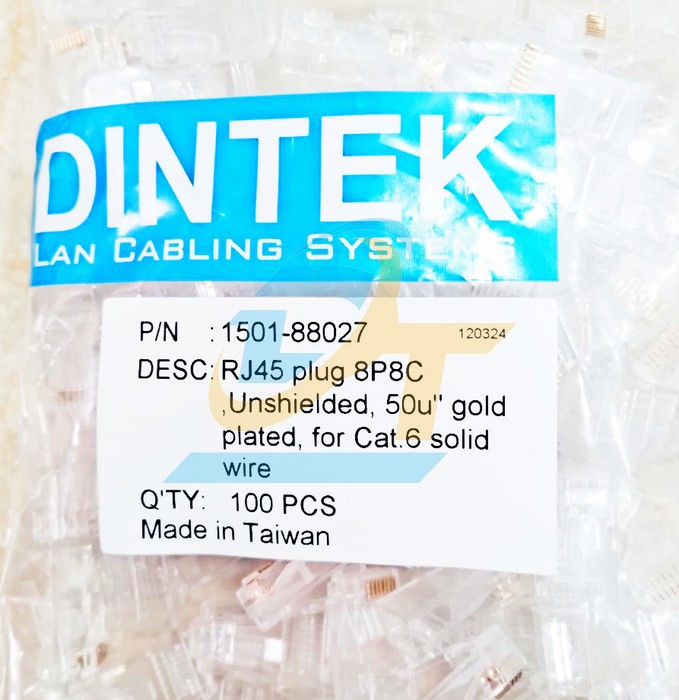 DINTEK
LAN CABLING SYSTEMS
P/N : 1501-88027 120324
DESC: RJ45 plug 8P8C
,Unshielded, 50u" gold
plated, for Cat.6 solid
wire
Q'TY: 100 PCS
Made in Taiwan